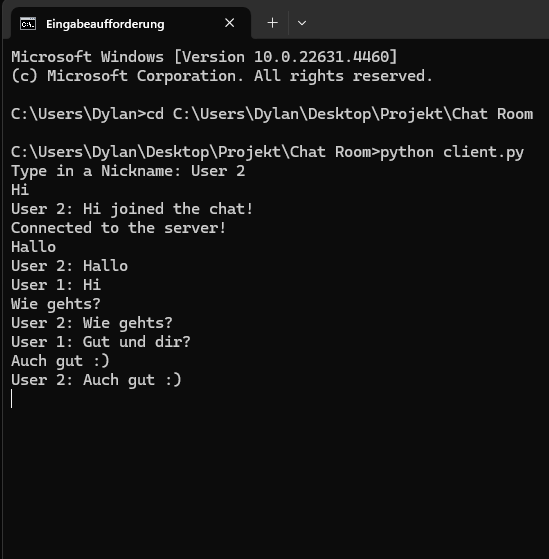 Eingabeaufforderung
Microsoft Windows [Version 10.0.22631.4460]
(c) Microsoft Corporation. All rights reserved.
C:\Users\Dylan>cd C:\Users\Dylan\Desktop\Projekt\Chat Room
C:\Users\Dylan\Desktop\Projekt\Chat Room>python client.py
Type in a Nickname: User 2
Hi
User 2: Hi joined the chat!
Connected to the server!
Hallo
User 2: Hallo
User 1: Hi
Wie gehts?
User 2: Wie gehts?
User 1: Gut und dir?
Auch gut :)
User 2: Auch gut :)